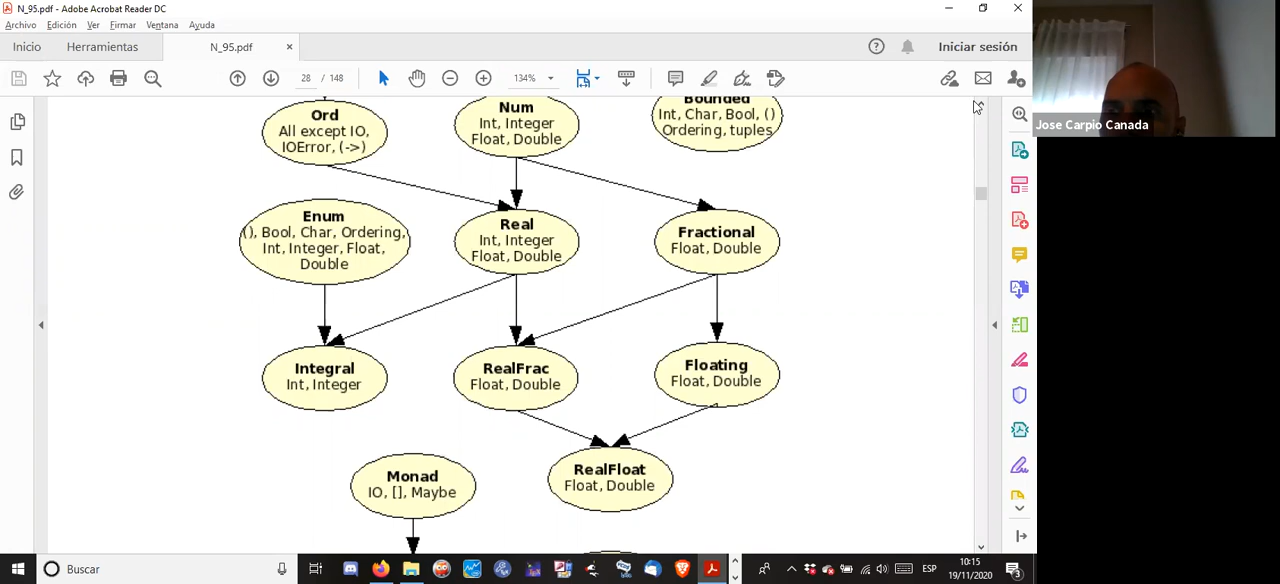 N_95.pdf - Adobe Acrobat Reader DC
Archivo Edición Ver Firmar Ventana Ayuda
Inicio Herramientas N_95.pdf × Iniciar sesión
28 / 148 134%
Ord
All except IO,
IOError, (->)
Num
Int, Integer
Float, Double
Bounded
Int, Char, Bool, ()
Ordering, tuples
Jose Carpio Canada
Enum
(), Bool, Char, Ordering,
Int, Integer, Float,
Double
Real
Int, Integer
Float, Double
Fractional
Float, Double
Integral
Int, Integer
RealFrac
Float, Double
Floating
Float, Double
Monad
IO, [], Maybe
RealFloat
Float, Double
Buscar
ESP
10:15
19/11/2020
3